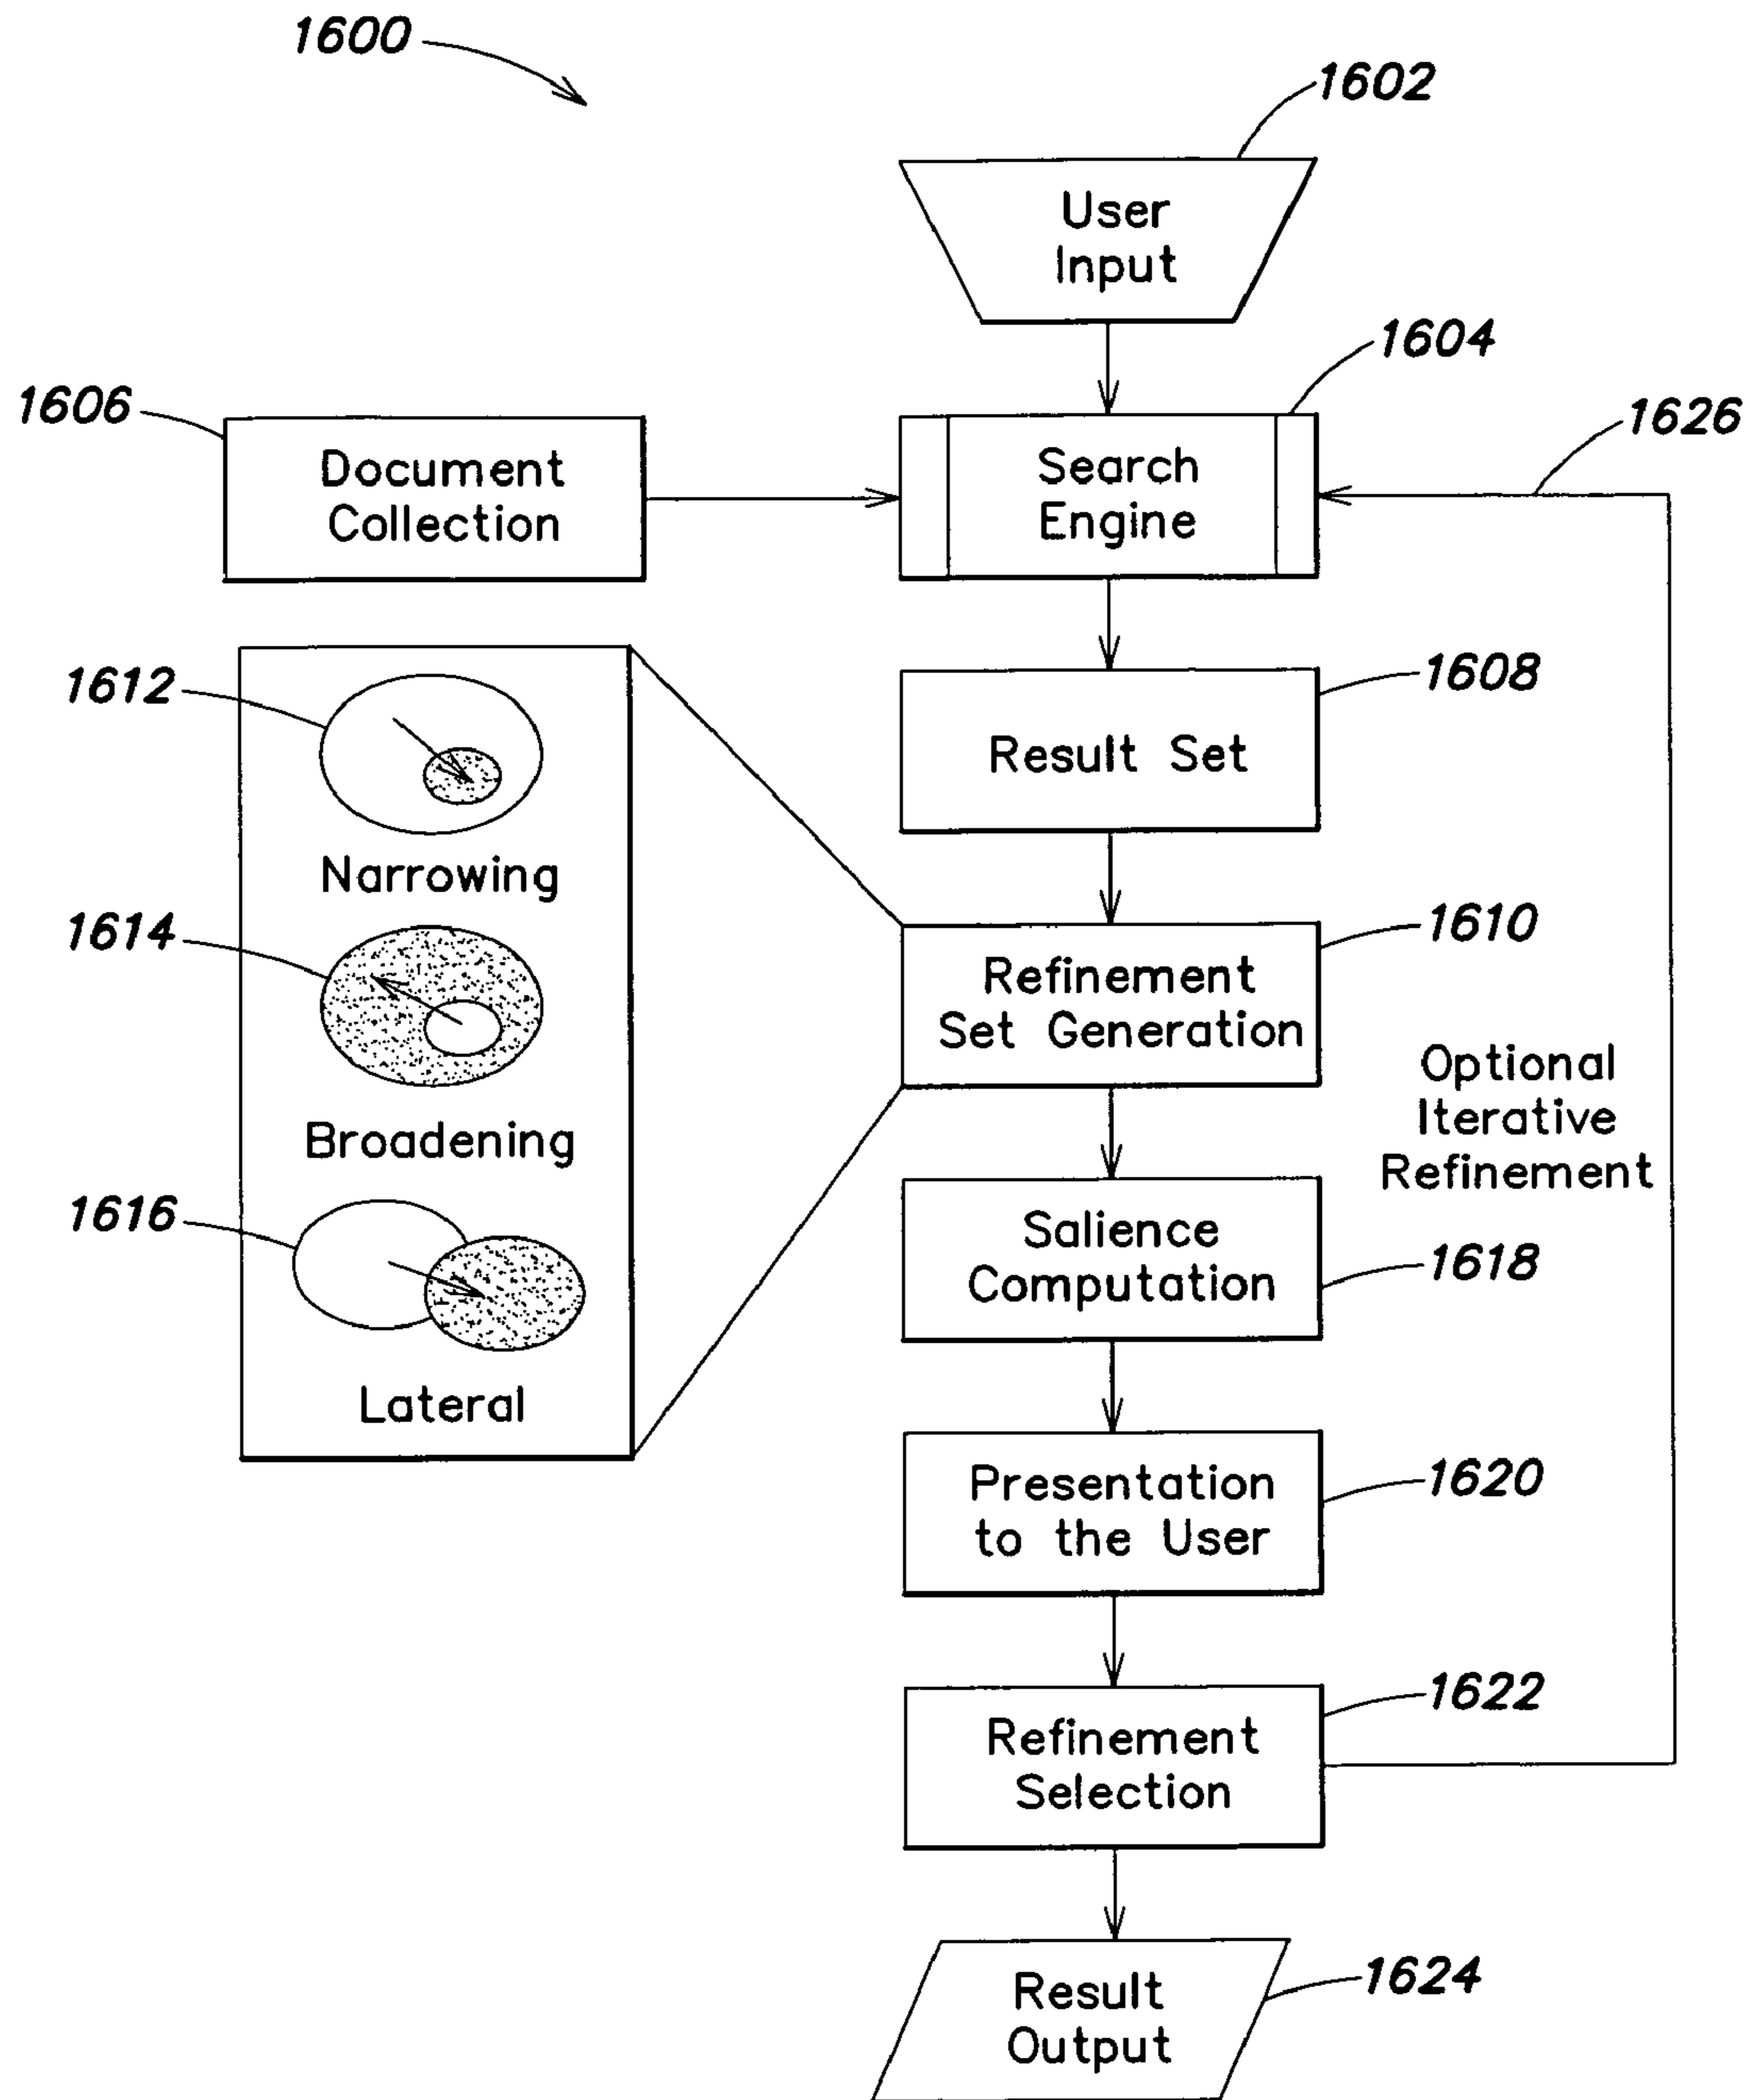 1600
1602
User
Input
1604
1606
Document
Collection
Search
Engine
1626
1608
Result Set
1612
Narrowing
1614
Broadening
1616
Lateral
1610
Refinement
Set Generation
Optional
Iterative
Refinement
Salience
Computation
1618
Presentation
to the User
1620
Refinement
Selection
1622
Result
Output
1624